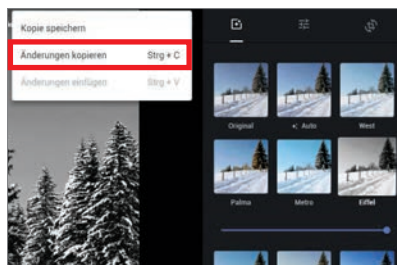 Kopie speichern
Änderungen kopieren Strg + C
Änderungen einfügen Strg + V
Original Auto West
Palma Metro Eiffel